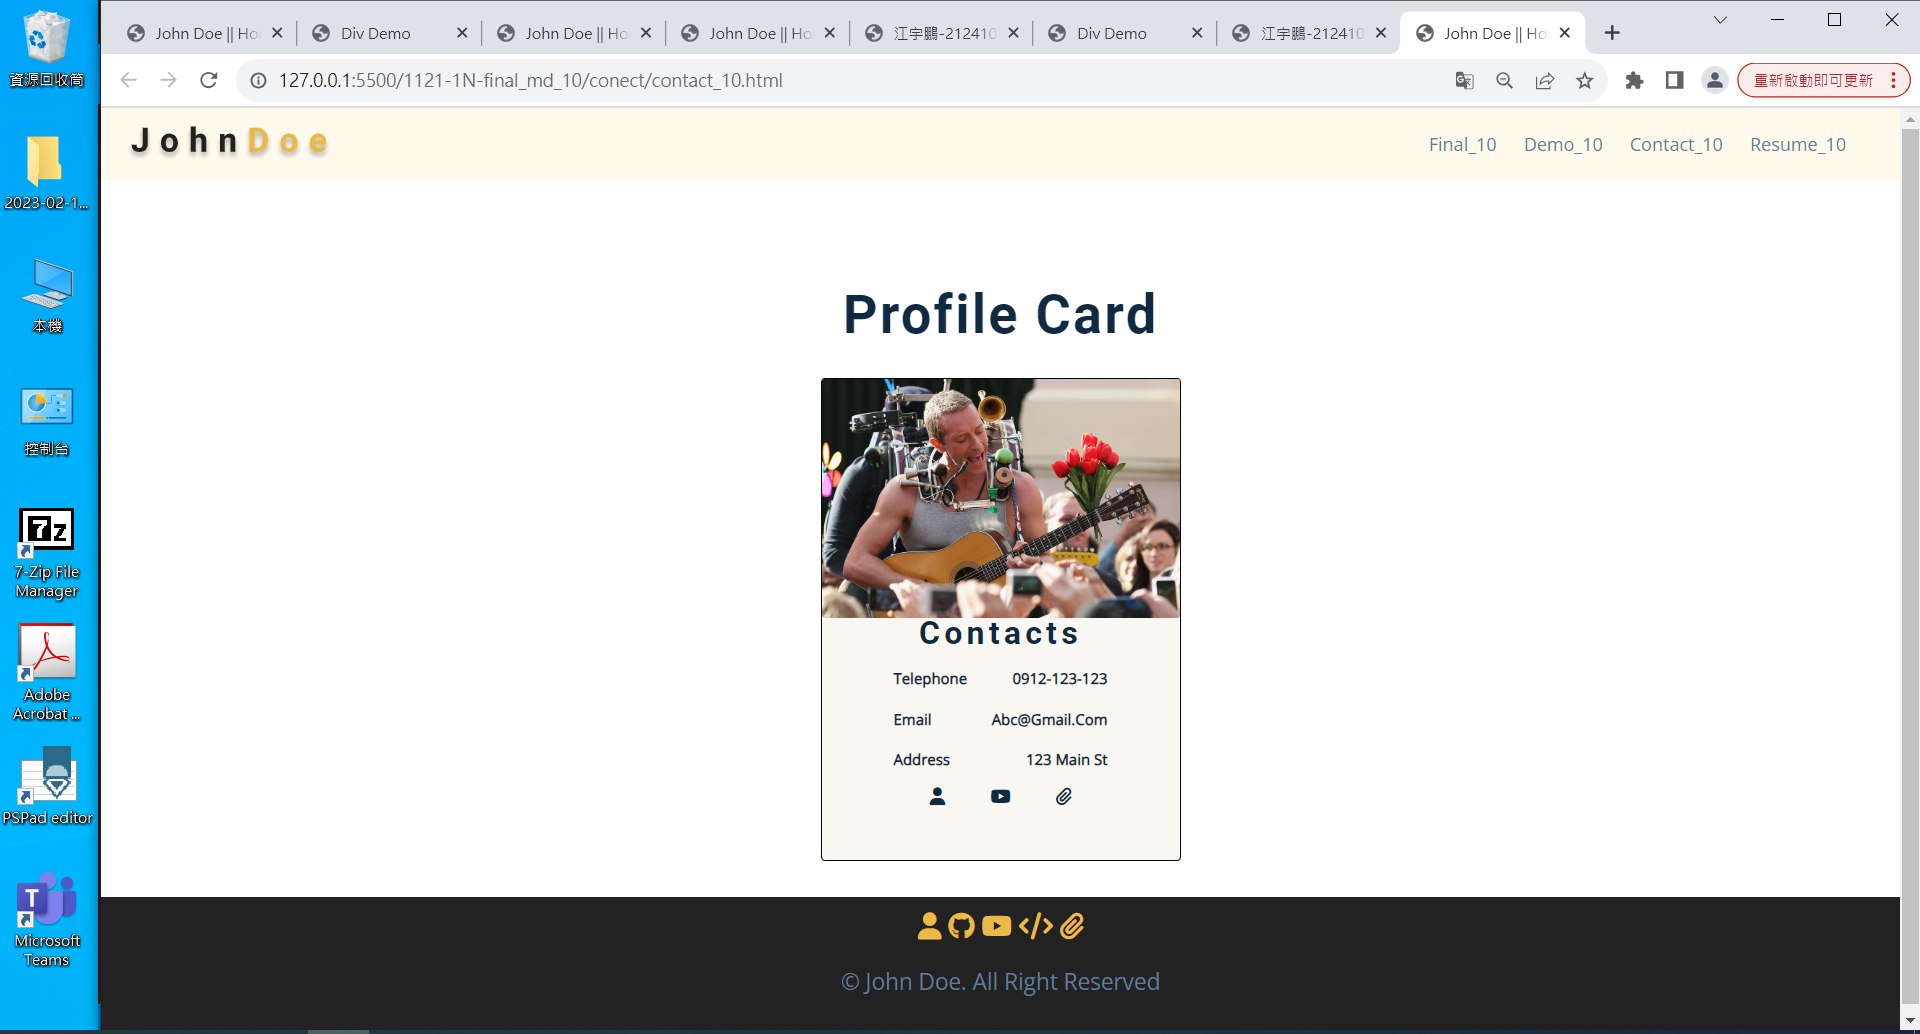 資源回收筒
2023-02-1...
本機
控制台
7z
7-Zip File
Manager
Adobe
Acrobat ...
PSPad editor
T
Microsoft
Teams
John Doe || Ho
Div Demo
John Doe || Ho
John Doe || Ho
江宇鵬-212410
Div Demo
江宇鵬-212410
John Doe || Ho
127.0.0.1:5500/1121-1N-final_md_10/conect/contact_10.html
重新啟動即可更新
JohnDoe
Final_10
Demo_10
Contact_10
Resume_10
Profile Card
Contacts
Telephone 0912-123-123
Email Abc@Gmail.Com
Address 123 Main St
© John Doe. All Right Reserved